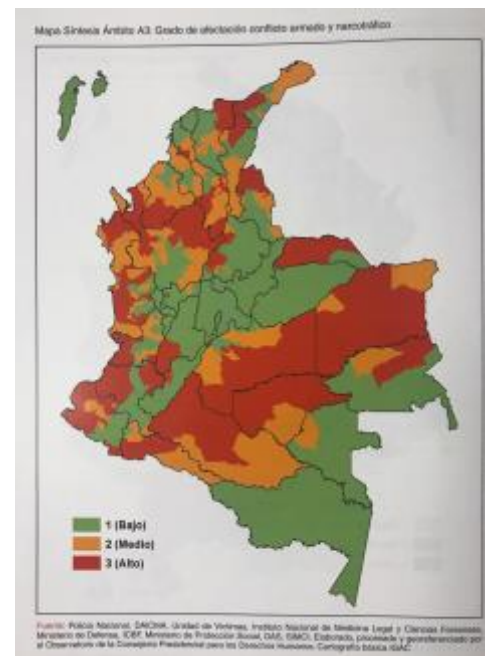 Mapa Síntesis Ámbito A3: Grado de afectación conflicto armado y narcotráfico
1 (Bajo)
2 (Medio)
3 (Alto)
Fuente: Policía Nacional, DAICMA, Unidad de Víctimas, Instituto Nacional de Medicina Legal y Ciencias Forenses,
Ministerio de Defensa, ICBF, Ministerio de Protección Social, DAS, SIMCI. Elaborado, procesado y georreferenciado por
el Observatorio de la Consejería Presidencial para los Derechos Humanos. Cartografía básica IGAC